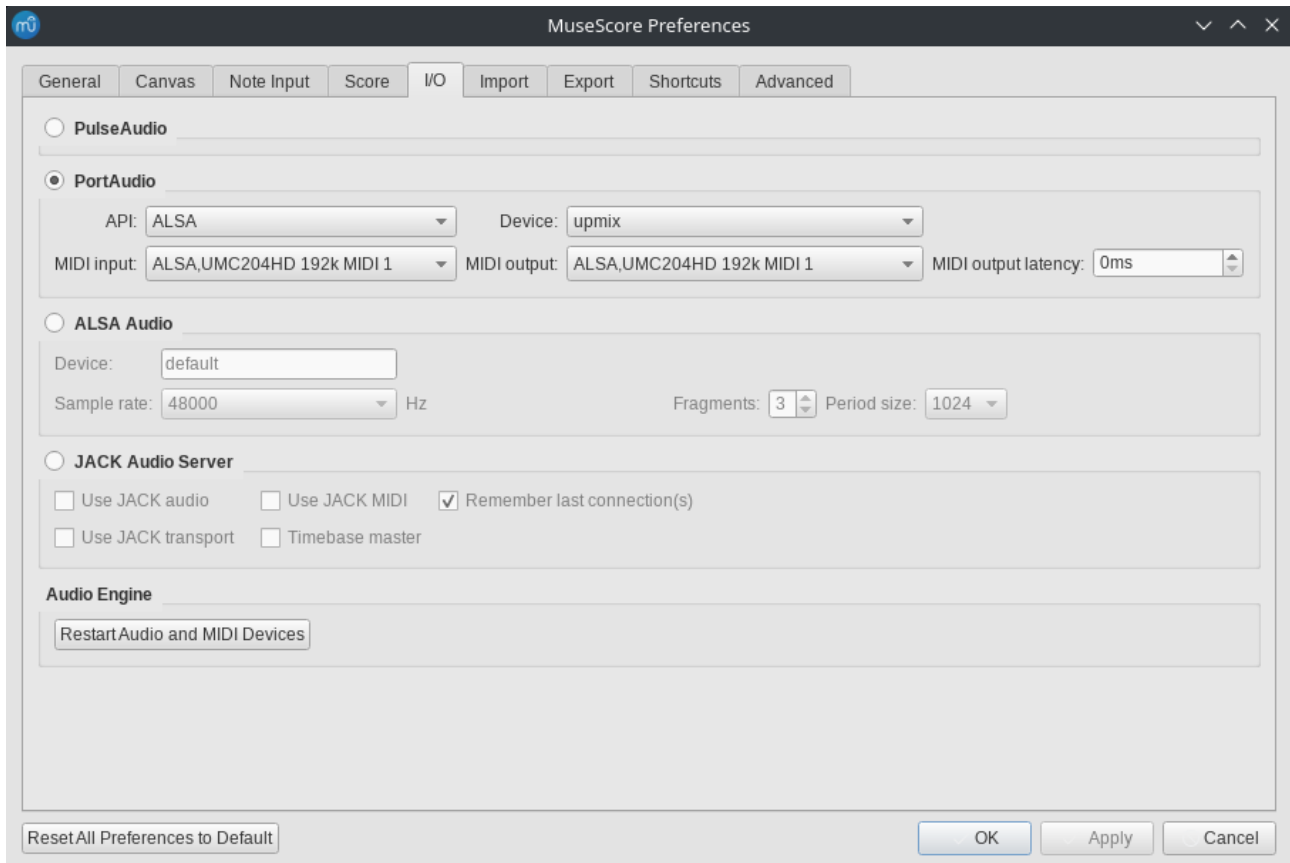 MuseScore Preferences
General Canvas Note Input Score I/O Import Export Shortcuts Advanced
PulseAudio
PortAudio
API: ALSA Device: upmix
MIDI input: ALSA,UMC204HD 192k MIDI 1 MIDI output: ALSA,UMC204HD 192k MIDI 1 MIDI output latency: 0ms
ALSA Audio
Device: default
Sample rate: 48000 Hz Fragments: 3 Period size: 1024
JACK Audio Server
Use JACK audio Use JACK MIDI Remember last connection(s)
Use JACK transport Timebase master
Audio Engine
Restart Audio and MIDI Devices
Reset All Preferences to Default OK Apply Cancel